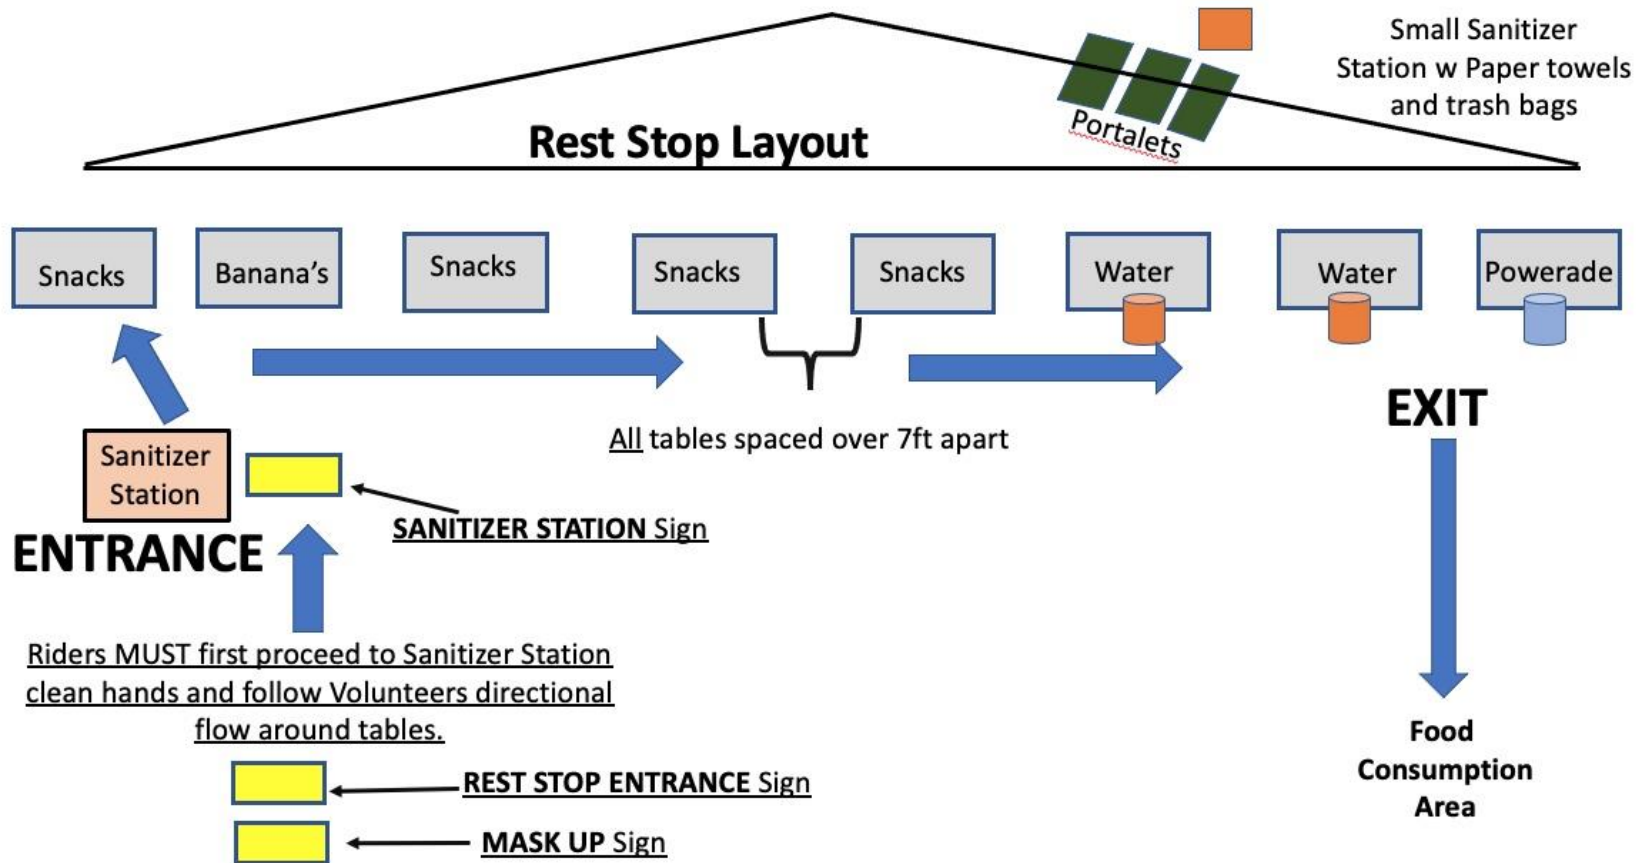 Small Sanitizer
Station w Paper towels
and trash bags
Portalets
Rest Stop Layout
Snacks
Banana's
Snacks
Snacks
Snacks
Water
Water
Powerade
EXIT
All tables spaced over 7ft apart
Sanitizer
Station
SANITIZER STATION Sign
ENTRANCE
Riders MUST first proceed to Sanitizer Station
clean hands and follow Volunteers directional
flow around tables.
REST STOP ENTRANCE Sign
MASK UP Sign
Food
Consumption
Area